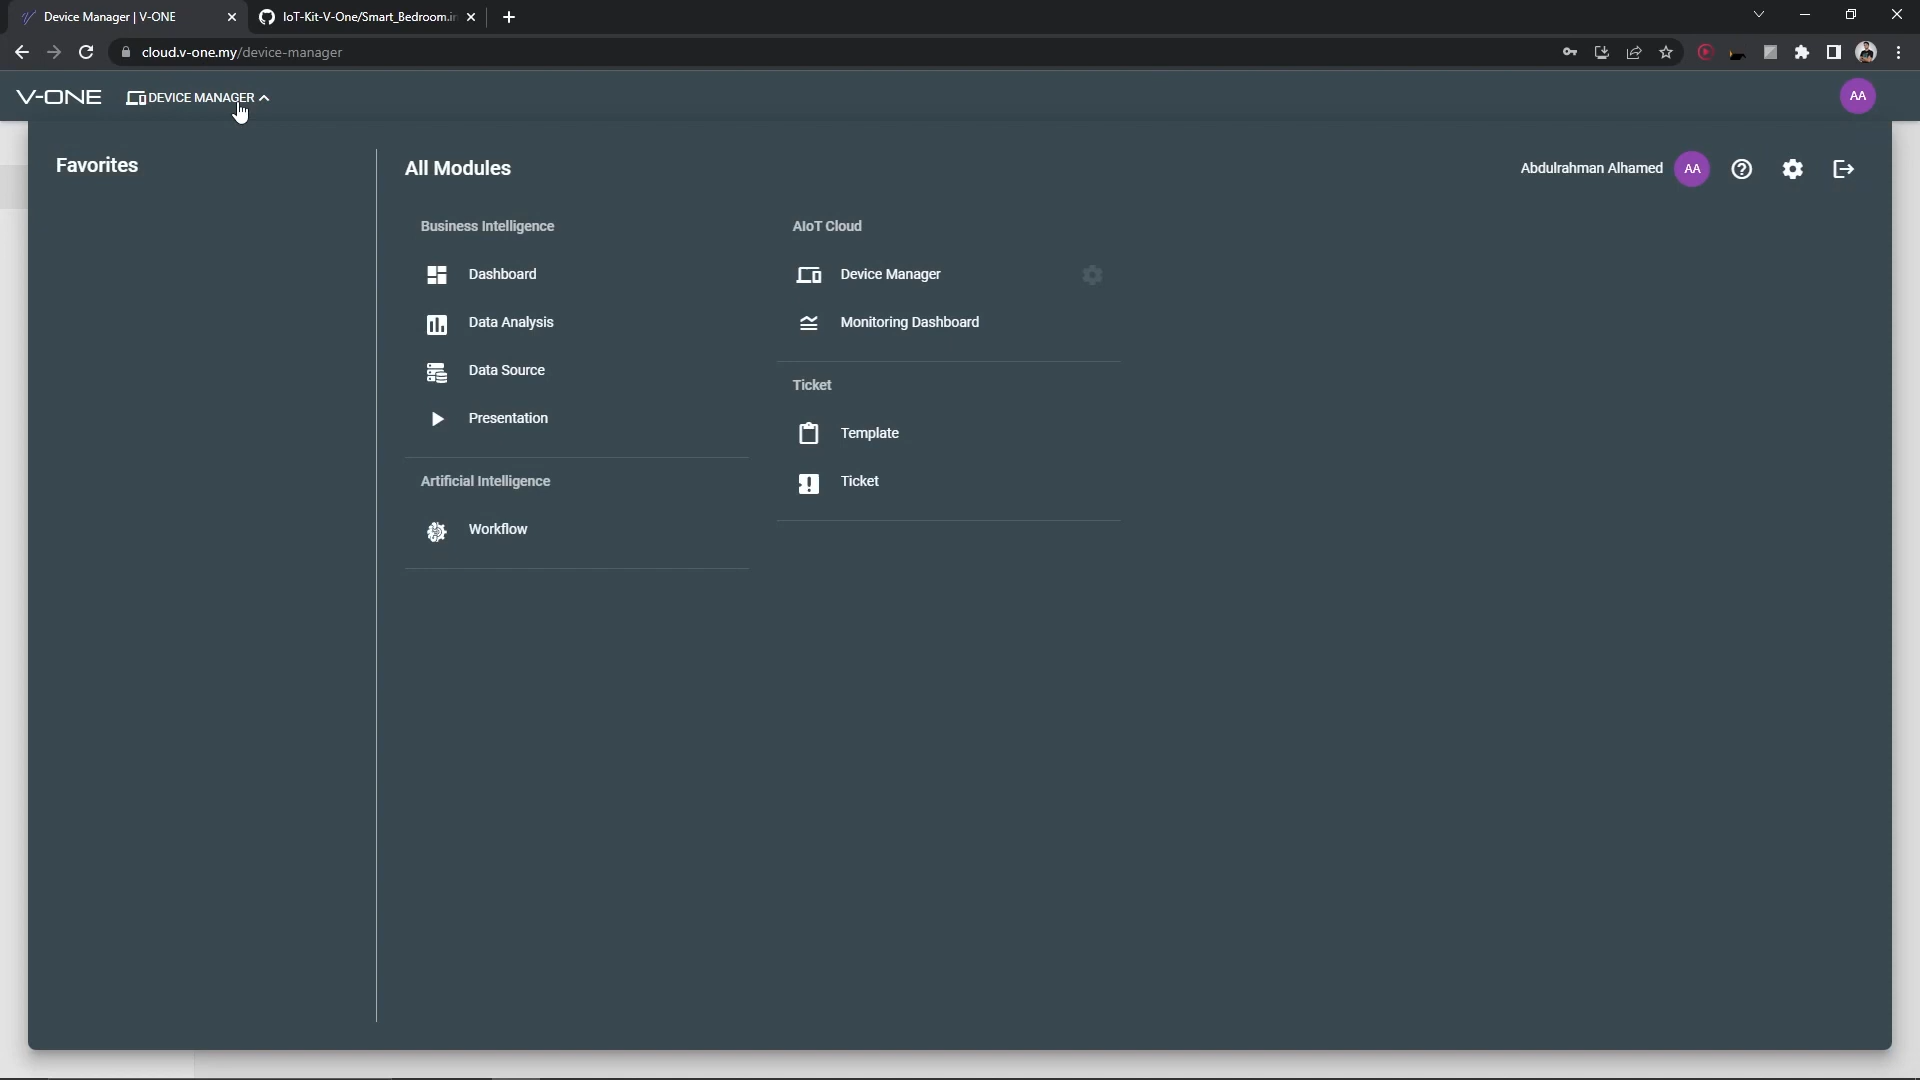 Device Manager | V-ONE
IoT-Kit-V-One/Smart_Bedroom.in
cloud.v-one.my/device-manager
V-ONE
DEVICE MANAGER
AA
Favorites
All Modules
Abdulrahman Alhamed
AA
Business Intelligence
Dashboard
Data Analysis
Data Source
Presentation
Artificial Intelligence
Workflow
AIoT Cloud
Device Manager
Monitoring Dashboard
Ticket
Template
Ticket